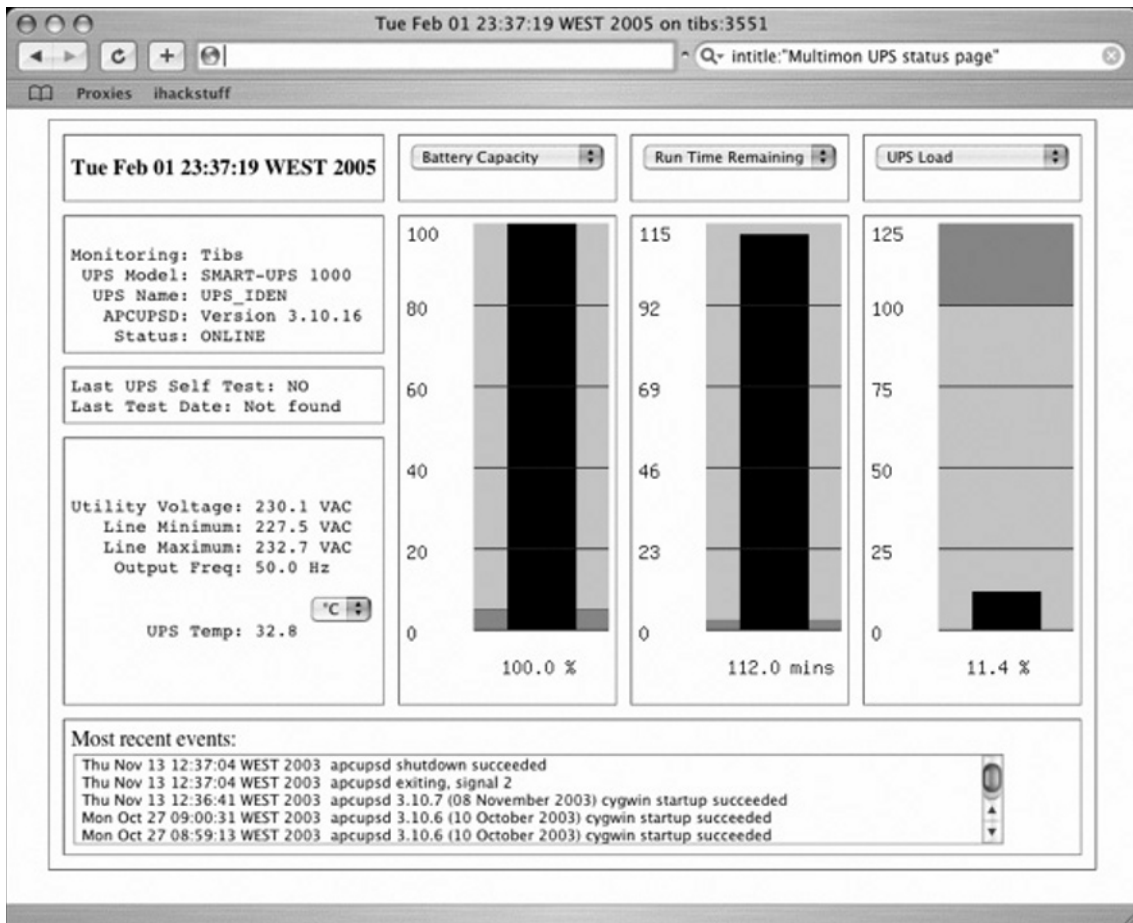 Tue Feb 01 23:37:19 WEST 2005 on tibs:3551
intitle:"Multimon UPS status page"
Proxies ihackstuff
Tue Feb 01 23:37:19 WEST 2005
Battery Capacity
Run Time Remaining
UPS Load
Monitoring: Tibs
UPS Model: SMART-UPS 1000
UPS Name: UPS_IDEN
APCUPSD: Version 3.10.16
Status: ONLINE
Last UPS Self Test: NO
Last Test Date: Not found
Utility Voltage: 230.1 VAC
Line Minimum: 227.5 VAC
Line Maximum: 232.7 VAC
Output Freq: 50.0 Hz
°C
UPS Temp: 32.8
100
80
60
40
20
0
100.0 %
115
92
69
46
23
0
112.0 mins
125
100
75
50
25
0
11.4 %
Most recent events:
Thu Nov 13 12:37:04 WEST 2003 apcupsd shutdown succeeded
Thu Nov 13 12:37:04 WEST 2003 apcupsd exiting, signal 2
Thu Nov 13 12:36:41 WEST 2003 apcupsd 3.10.7 (08 November 2003) cygwin startup succeeded
Mon Oct 27 09:00:31 WEST 2003 apcupsd 3.10.6 (10 October 2003) cygwin startup succeeded
Mon Oct 27 08:59:13 WEST 2003 apcupsd 3.10.6 (10 October 2003) cygwin startup succeeded